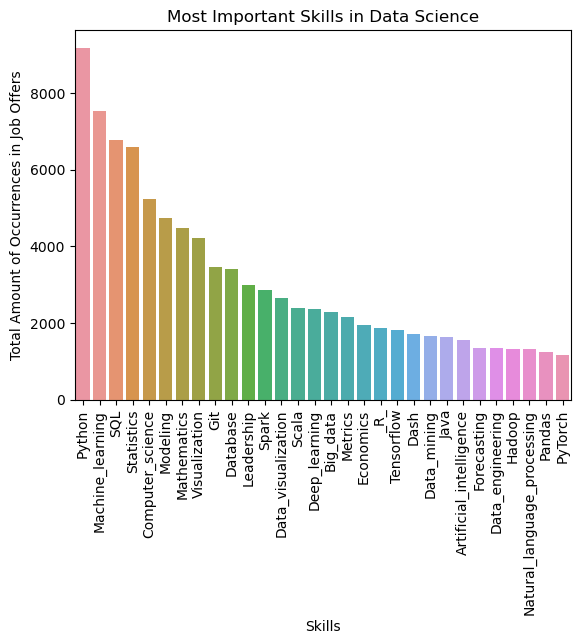 Most Important Skills in Data Science
Total Amount of Occurrences in Job Offers
8000
6000
4000
2000
0
Python
Machine_learning
SQL
Statistics
Computer_science
Modeling
Mathematics
Visualization
Git
Database
Leadership
Spark
Data_visualization
Scala
Deep_learning
Big_data
Metrics
Economics
R_
Tensorflow
Dash
Data_mining
Java
Artificial_intelligence
Forecasting
Data_engineering
Hadoop
Natural_language_processing
Pandas
PyTorch
Skills